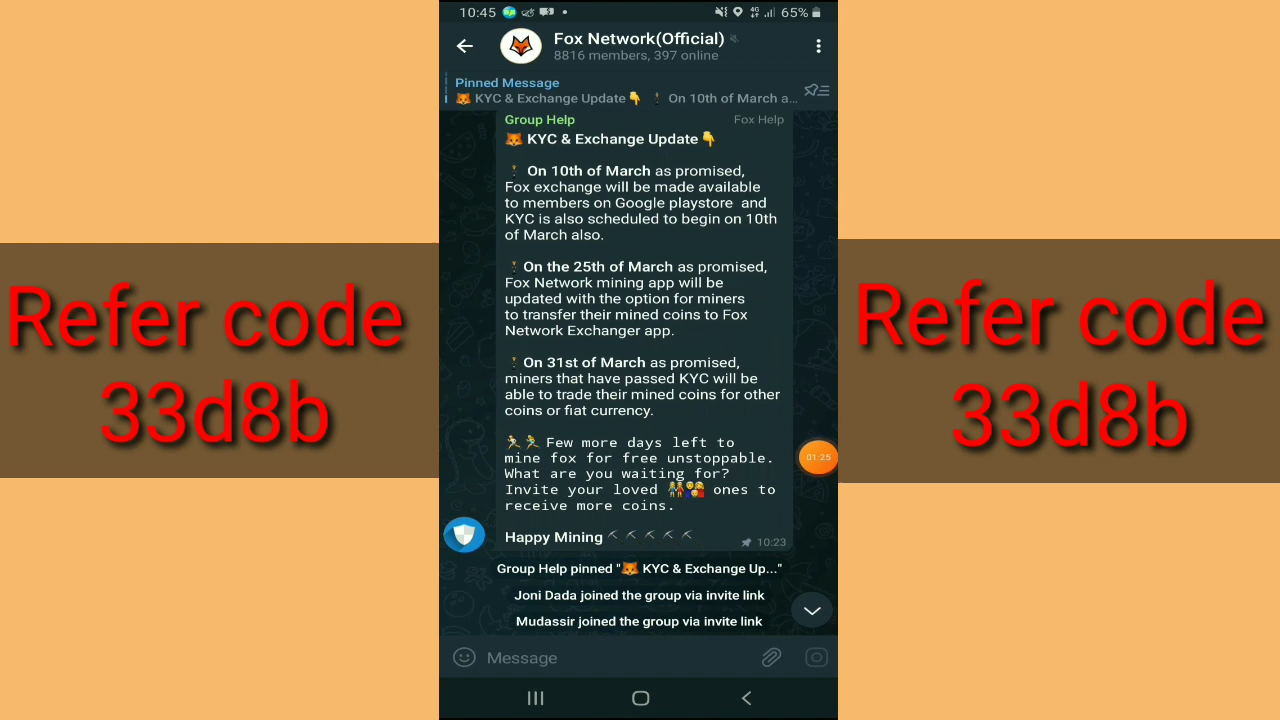 10:45
4G 65%
Fox Network(Official)
8816 members, 397 online
Pinned Message
🦊 KYC & Exchange Update👇 On 10th of March a...
Group Help Fox Help
🦊 KYC & Exchange Update👇
On 10th of March as promised,
Fox exchange will be made available
to members on Google playstore and
KYC is also scheduled to begin on 10th
of March also.
On the 25th of March as promised,
Fox Network mining app will be
updated with the option for miners
to transfer their mined coins to Fox
Network Exchanger app.
On 31st of March as promised,
miners that have passed KYC will be
able to trade their mined coins for other
coins or fiat currency.
🏃🏃 Few more days left to
mine fox for free unstoppable.
What are you waiting for?
Invite your loved 👭👪 ones to
receive more coins.
Happy Mining ⛏ ⛏ ⛏ ⛏ ⛏
10:23
Group Help pinned "🦊 KYC & Exchange Up..."
Joni Dada joined the group via invite link
Mudassir joined the group via invite link
Message
01:25
Refer code
33d8b
Refer code
33d8b